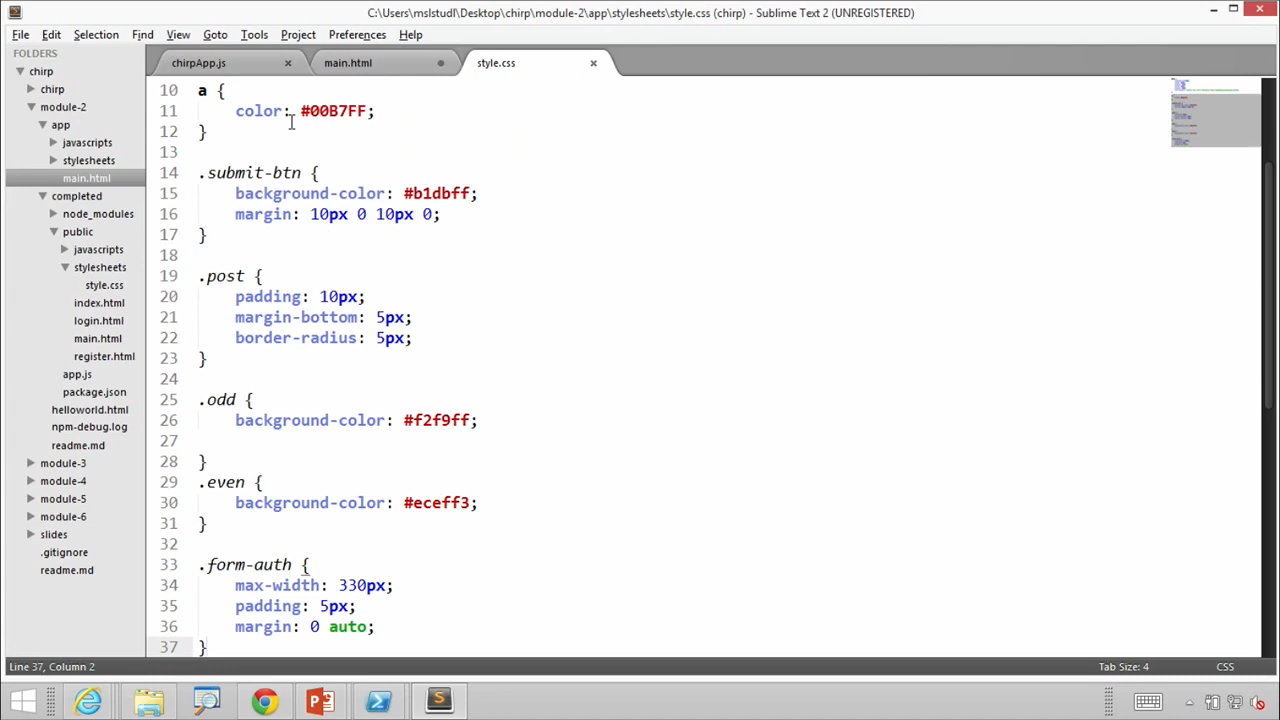 C:\Users\mslstudl\Desktop\chirp\module-2\app\stylesheets\style.css (chirp) - Sublime Text 2 (UNREGISTERED)
File Edit Selection Find View Goto Tools Project Preferences Help
FOLDERS
chirp
chirp
module-2
app
javascripts
stylesheets
main.html
completed
node_modules
public
javascripts
stylesheets
style.css
index.html
login.html
main.html
register.html
app.js
package.json
helloworld.html
npm-debug.log
readme.md
module-3
module-4
module-5
module-6
slides
.gitignore
readme.md
chirpApp.js main.html style.css
10 a {
11 color: #00B7FF;
12 }
13
14 .submit-btn {
15 background-color: #b1dbff;
16 margin: 10px 0 10px 0;
17 }
18
19 .post {
20 padding: 10px;
21 margin-bottom: 5px;
22 border-radius: 5px;
23 }
24
25 .odd {
26 background-color: #f2f9ff;
27
28 }
29 .even {
30 background-color: #eceff3;
31 }
32
33 .form-auth {
34 max-width: 330px;
35 padding: 5px;
36 margin: 0 auto;
37 }
Line 37, Column 2 Tab Size: 4 CSS